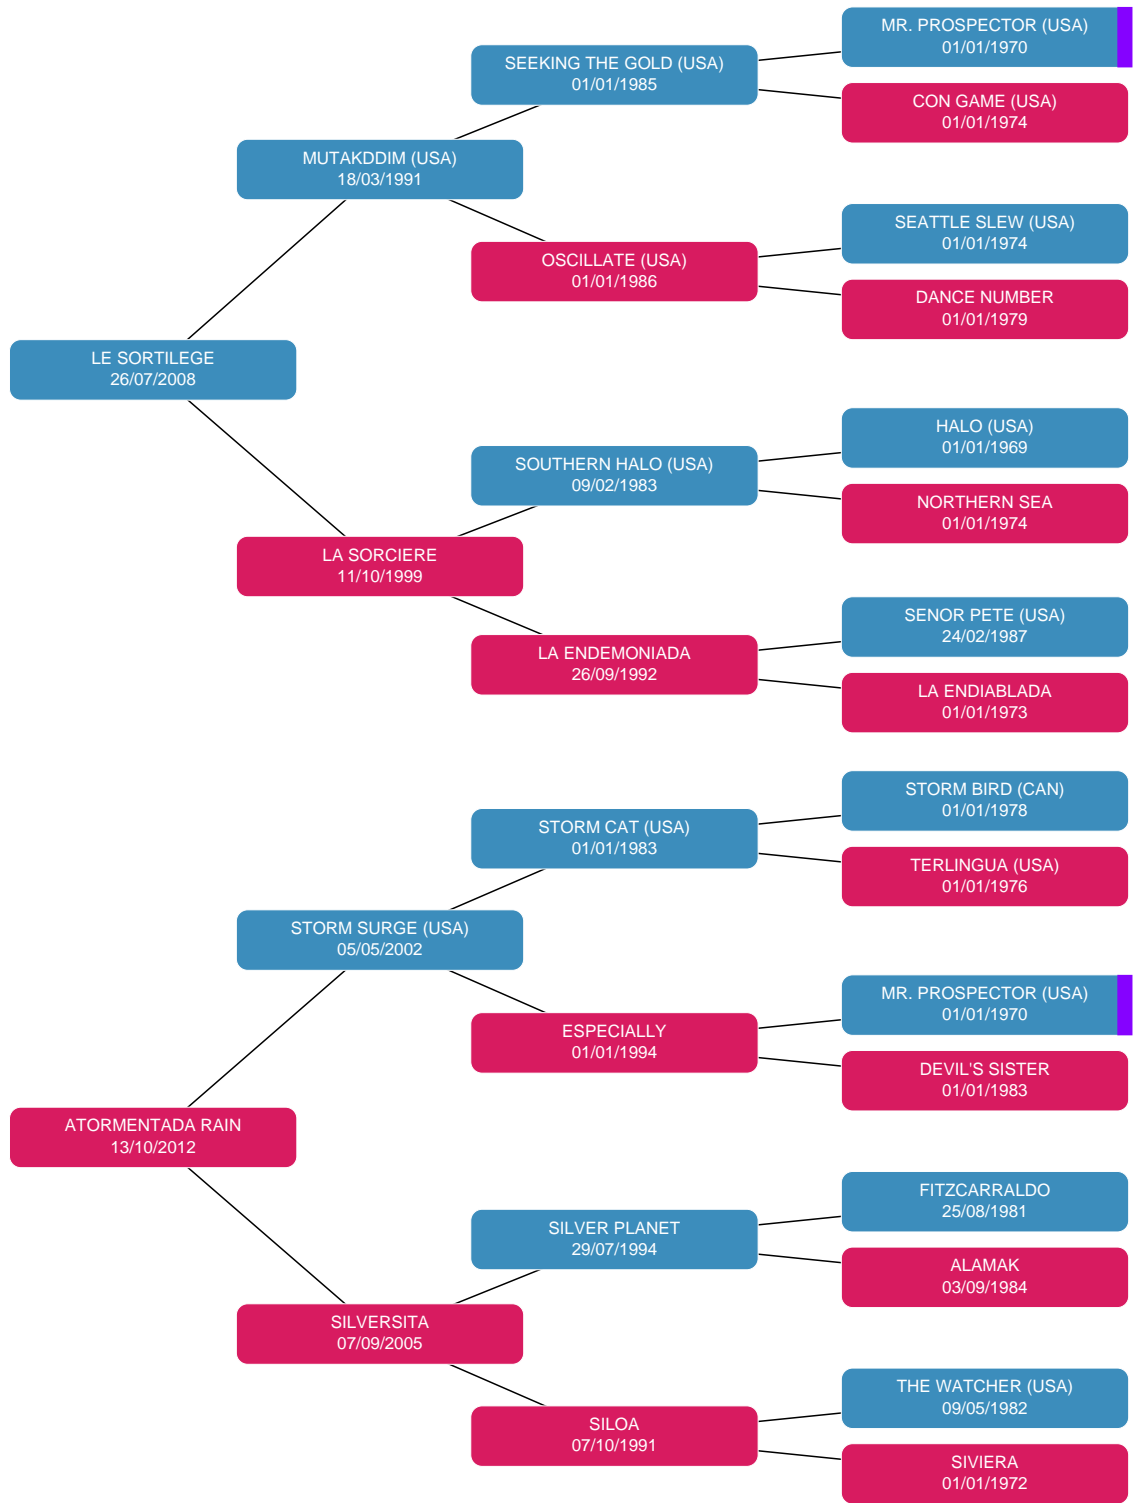 MR. PROSPECTOR (USA)
01/01/1970
SEEKING THE GOLD (USA)
01/01/1985
CON GAME (USA)
01/01/1974
MUTAKDDIM (USA)
18/03/1991
SEATTLE SLEW (USA)
01/01/1974
OSCILLATE (USA)
01/01/1986
DANCE NUMBER
01/01/1979
LE SORTILEGE
26/07/2008
HALO (USA)
01/01/1969
SOUTHERN HALO (USA)
09/02/1983
NORTHERN SEA
01/01/1974
LA SORCIERE
11/10/1999
SENOR PETE (USA)
24/02/1987
LA ENDEMONIADA
26/09/1992
LA ENDIABLADA
01/01/1973
STORM BIRD (CAN)
01/01/1978
STORM CAT (USA)
01/01/1983
TERLINGUA (USA)
01/01/1976
STORM SURGE (USA)
05/05/2002
MR. PROSPECTOR (USA)
01/01/1970
ESPECIALLY
01/01/1994
DEVIL'S SISTER
01/01/1983
ATORMENTADA RAIN
13/10/2012
FITZCARRALDO
25/08/1981
SILVER PLANET
29/07/1994
ALAMAK
03/09/1984
SILVERSITA
07/09/2005
THE WATCHER (USA)
09/05/1982
SILOA
07/10/1991
SIVIERA
01/01/1972